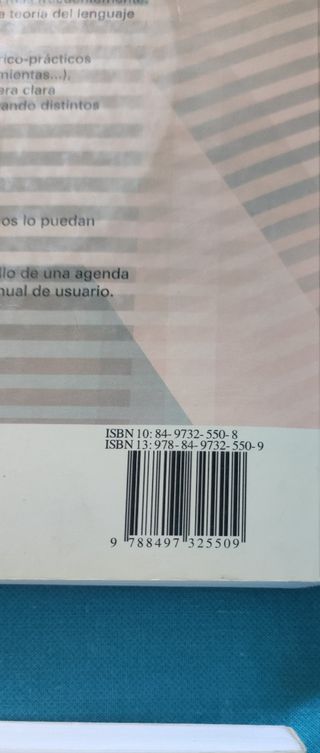 a teoría del lenguaje
rico-prácticos
mientas...),
era clara
ando distintos
os lo puedan
llo de una agenda
nual de usuario.
ISBN 10: 84-9732-550-8
ISBN 13: 978-84-9732-550-9
9 788497 325509